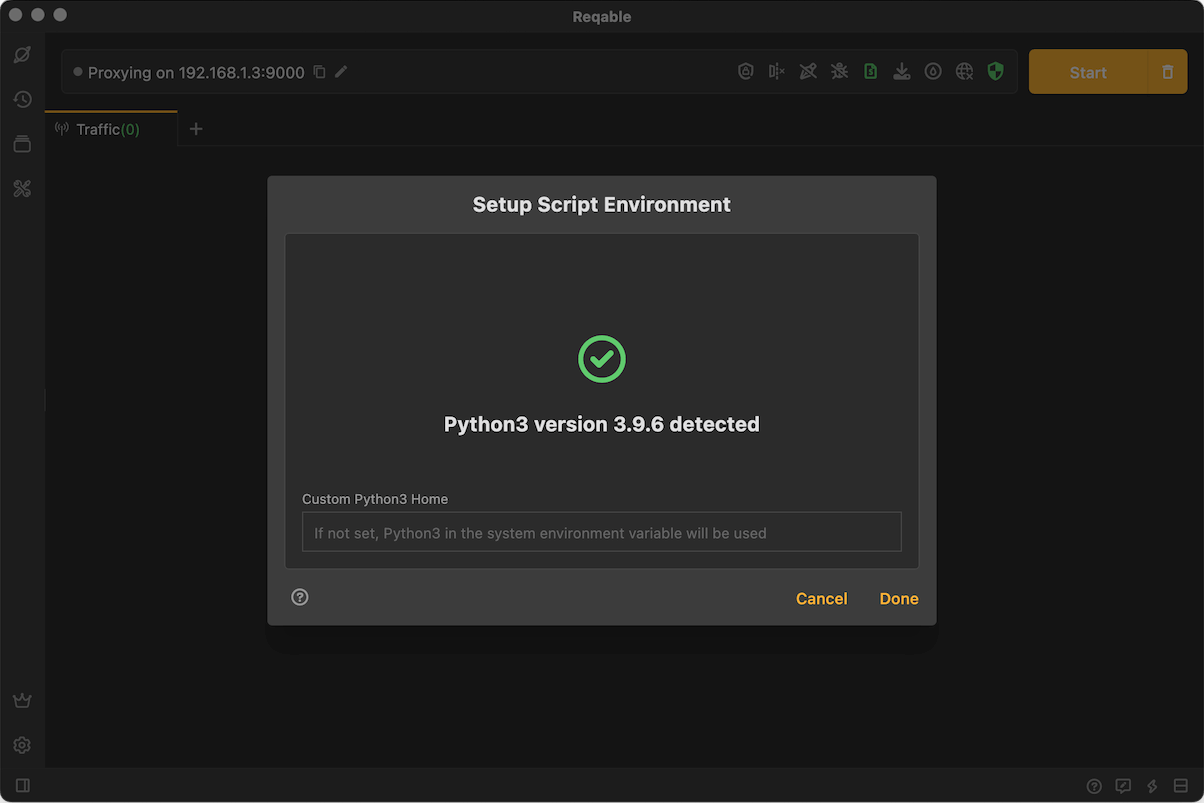 Reqable
Proxying on 192.168.1.3:9000
Start
Traffic(0)
Setup Script Environment
Python3 version 3.9.6 detected
Custom Python3 Home
If not set, Python3 in the system environment variable will be used
Cancel
Done